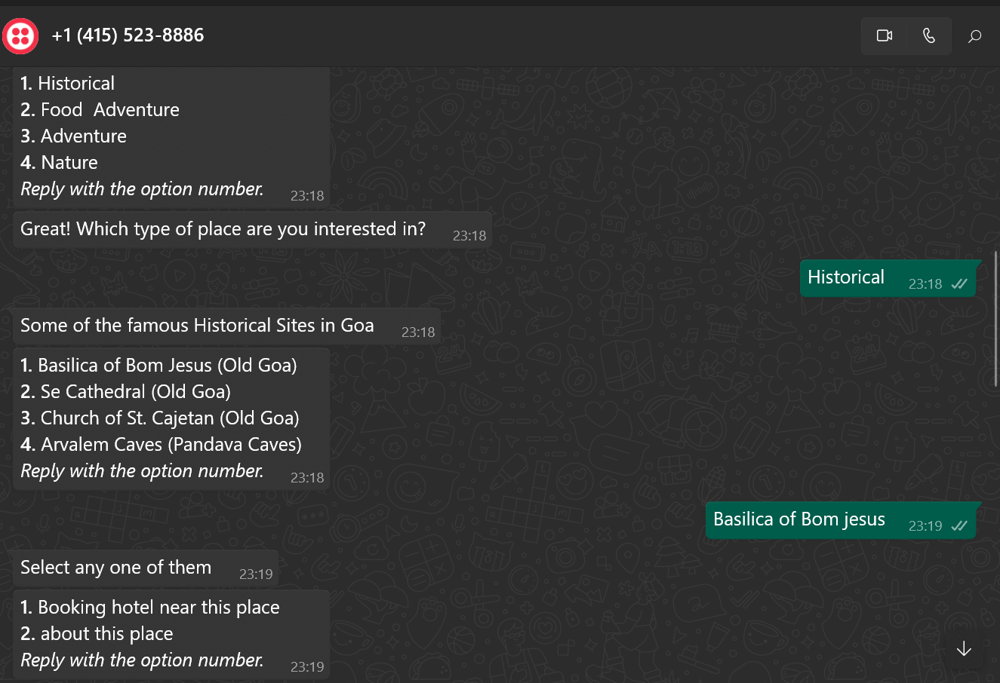 +1 (415) 523-8886
1. Historical
2. Food  Adventure
3. Adventure
4. Nature
Reply with the option number. 23:18
Great! Which type of place are you interested in? 23:18
Historical 23:18
Some of the famous Historical Sites in Goa 23:18
1. Basilica of Bom Jesus (Old Goa)
2. Se Cathedral (Old Goa)
3. Church of St. Cajetan (Old Goa)
4. Arvalem Caves (Pandava Caves)
Reply with the option number. 23:18
Basilica of Bom jesus 23:19
Select any one of them 23:19
1. Booking hotel near this place
2. about this place
Reply with the option number. 23:19